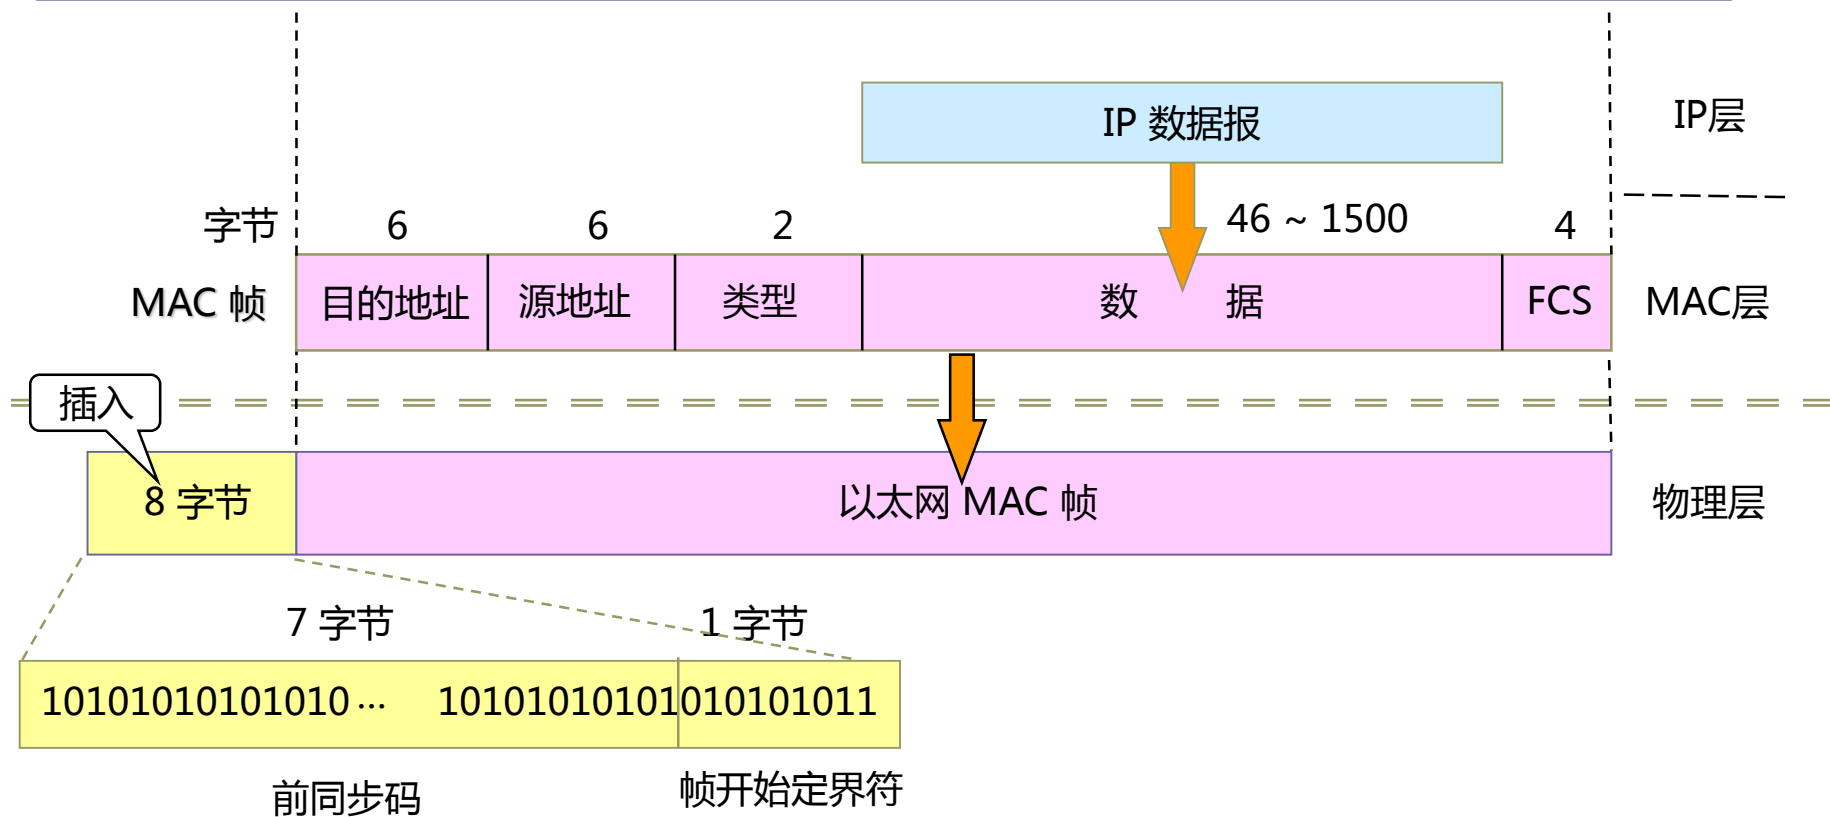 IP 数据报
IP层
字节 6 6 2 46 ~ 1500 4
MAC 帧 目的地址 源地址 类型 数 据 FCS MAC层
插入
8 字节 以太网 MAC 帧 物理层
7 字节 1 字节
10101010101010 ··· 10101010101010101011
前同步码 帧开始定界符